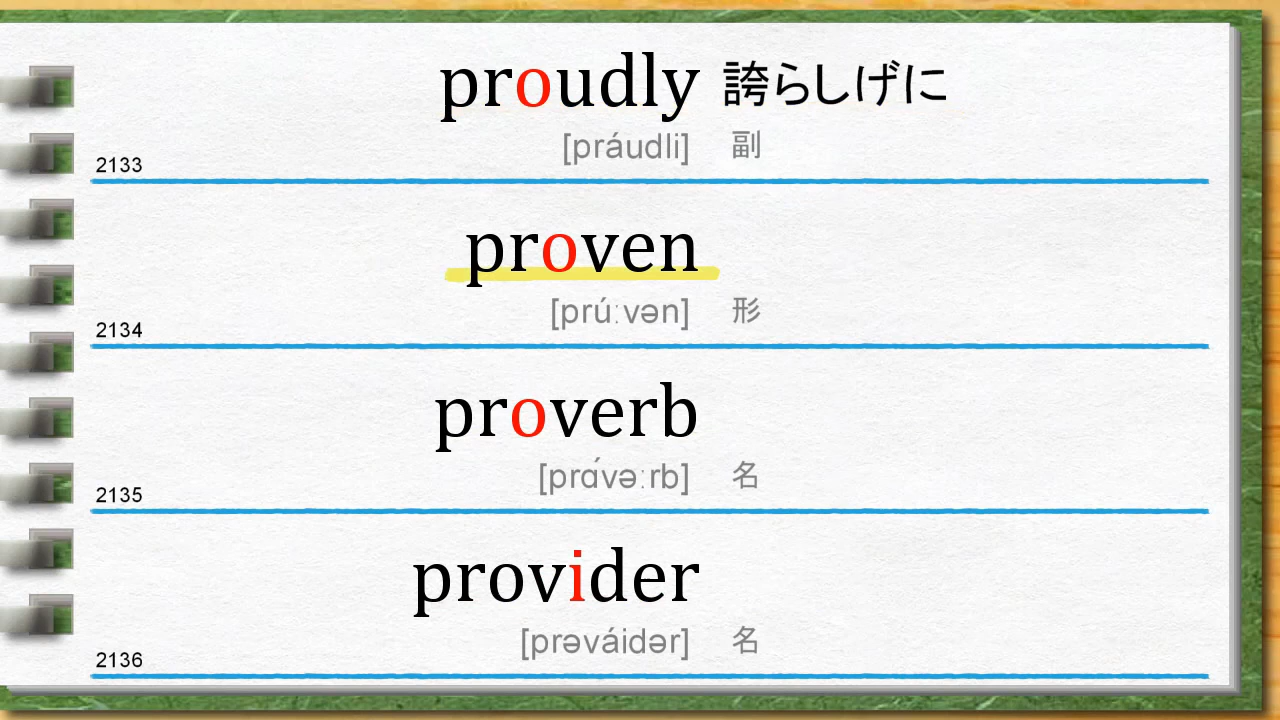 proudly 誇らしげに
[práudli] 副
2133
proven
[prúːvən] 形
2134
proverb
[prɑ́vəːrb] 名
2135
provider
[prəváidər] 名
2136